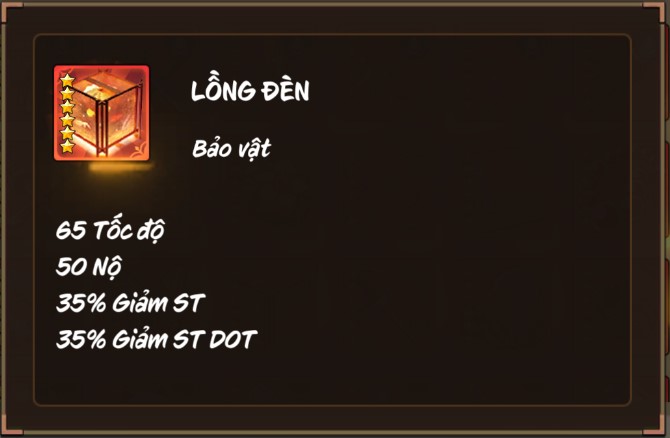 LỒNG ĐÈN
Bảo vật
65 Tốc độ
50 Nộ
35% Giảm ST
35% Giảm ST DOT